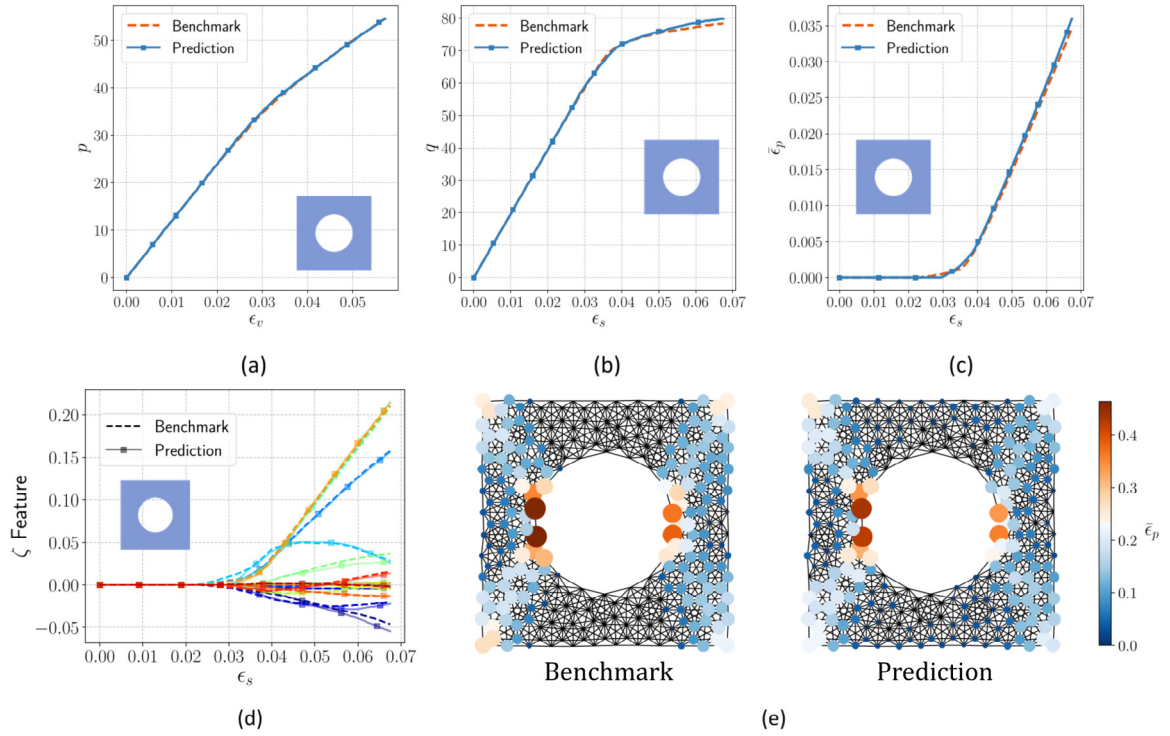 Benchmark
Prediction
50
40
30
20
10
0
p
0.00 0.01 0.02 0.03 0.04 0.05
ϵ_v
(a)
Benchmark
Prediction
80
70
60
50
40
30
20
10
0
q
0.00 0.01 0.02 0.03 0.04 0.05 0.06 0.07
ϵ_s
(b)
Benchmark
Prediction
0.035
0.030
0.025
0.020
0.015
0.010
0.005
0.000
ϵ̄_p
0.00 0.01 0.02 0.03 0.04 0.05 0.06 0.07
ϵ_s
(c)
Benchmark
Prediction
0.20
0.15
0.10
0.05
0.00
−0.05
ζ Feature
0.00 0.01 0.02 0.03 0.04 0.05 0.06 0.07
ϵ_s
(d)
Benchmark
Prediction
0.4
0.3
0.2
0.1
0.0
ϵ̄_p
(e)